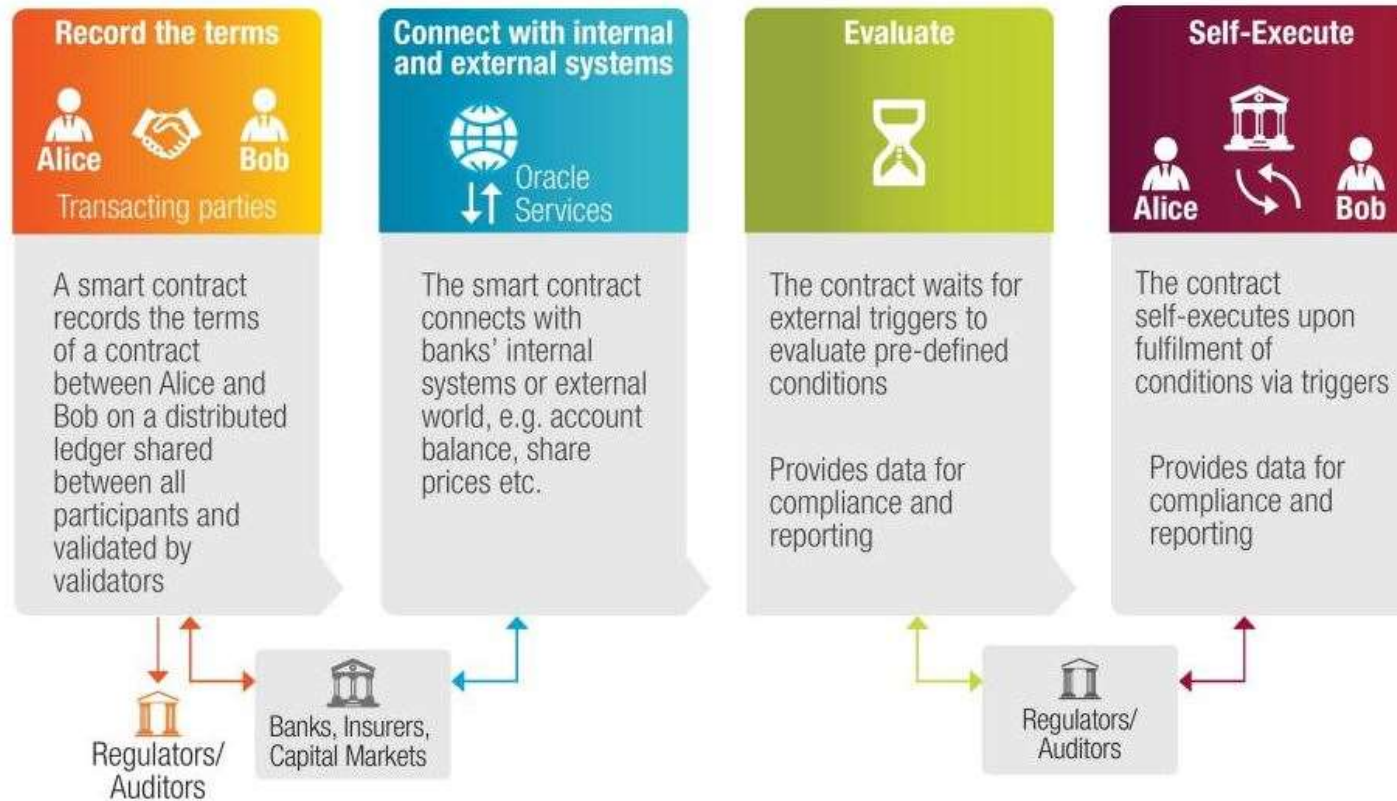 Record the terms
Alice
Bob
Transacting parties
A smart contract
records the terms
of a contract
between Alice and
Bob on a distributed
ledger shared
between all
participants and
validated by
validators
Connect with internal
and external systems
Oracle
Services
The smart contract
connects with
banks’ internal
systems or external
world, e.g. account
balance, share
prices etc.
Evaluate
The contract waits for
external triggers to
evaluate pre-defined
conditions
Provides data for
compliance and
reporting
Self-Execute
Alice
Bob
The contract
self-executes upon
fulfilment of
conditions via triggers
Provides data for
compliance and
reporting
Regulators/
Auditors
Banks, Insurers,
Capital Markets
Regulators/
Auditors